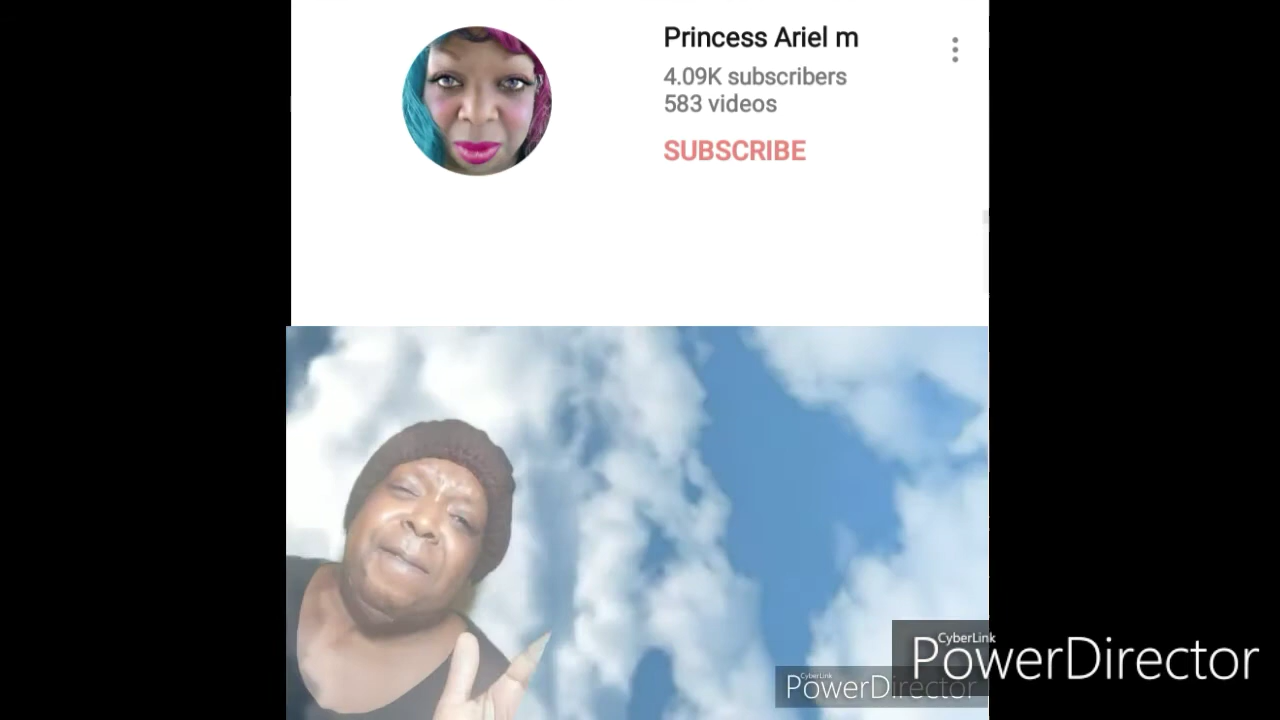 Princess Ariel m
4.09K subscribers
583 videos
SUBSCRIBE
CyberLink
PowerDirector
CyberLink
PowerDirector